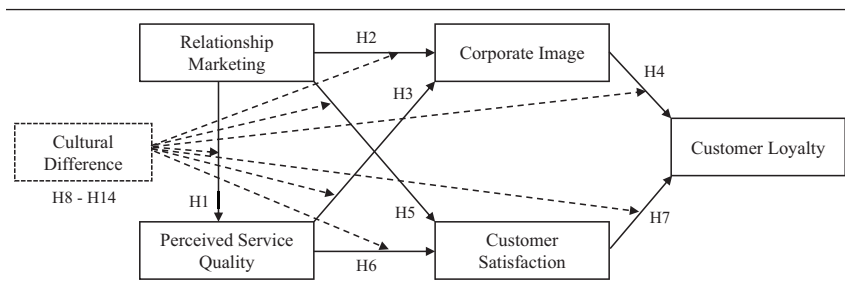 Relationship
Marketing
H2
Corporate Image
H3
H4
Cultural
Difference
H8 - H14
Customer Loyalty
H1
H5
H7
Perceived Service
Quality
H6
Customer
Satisfaction